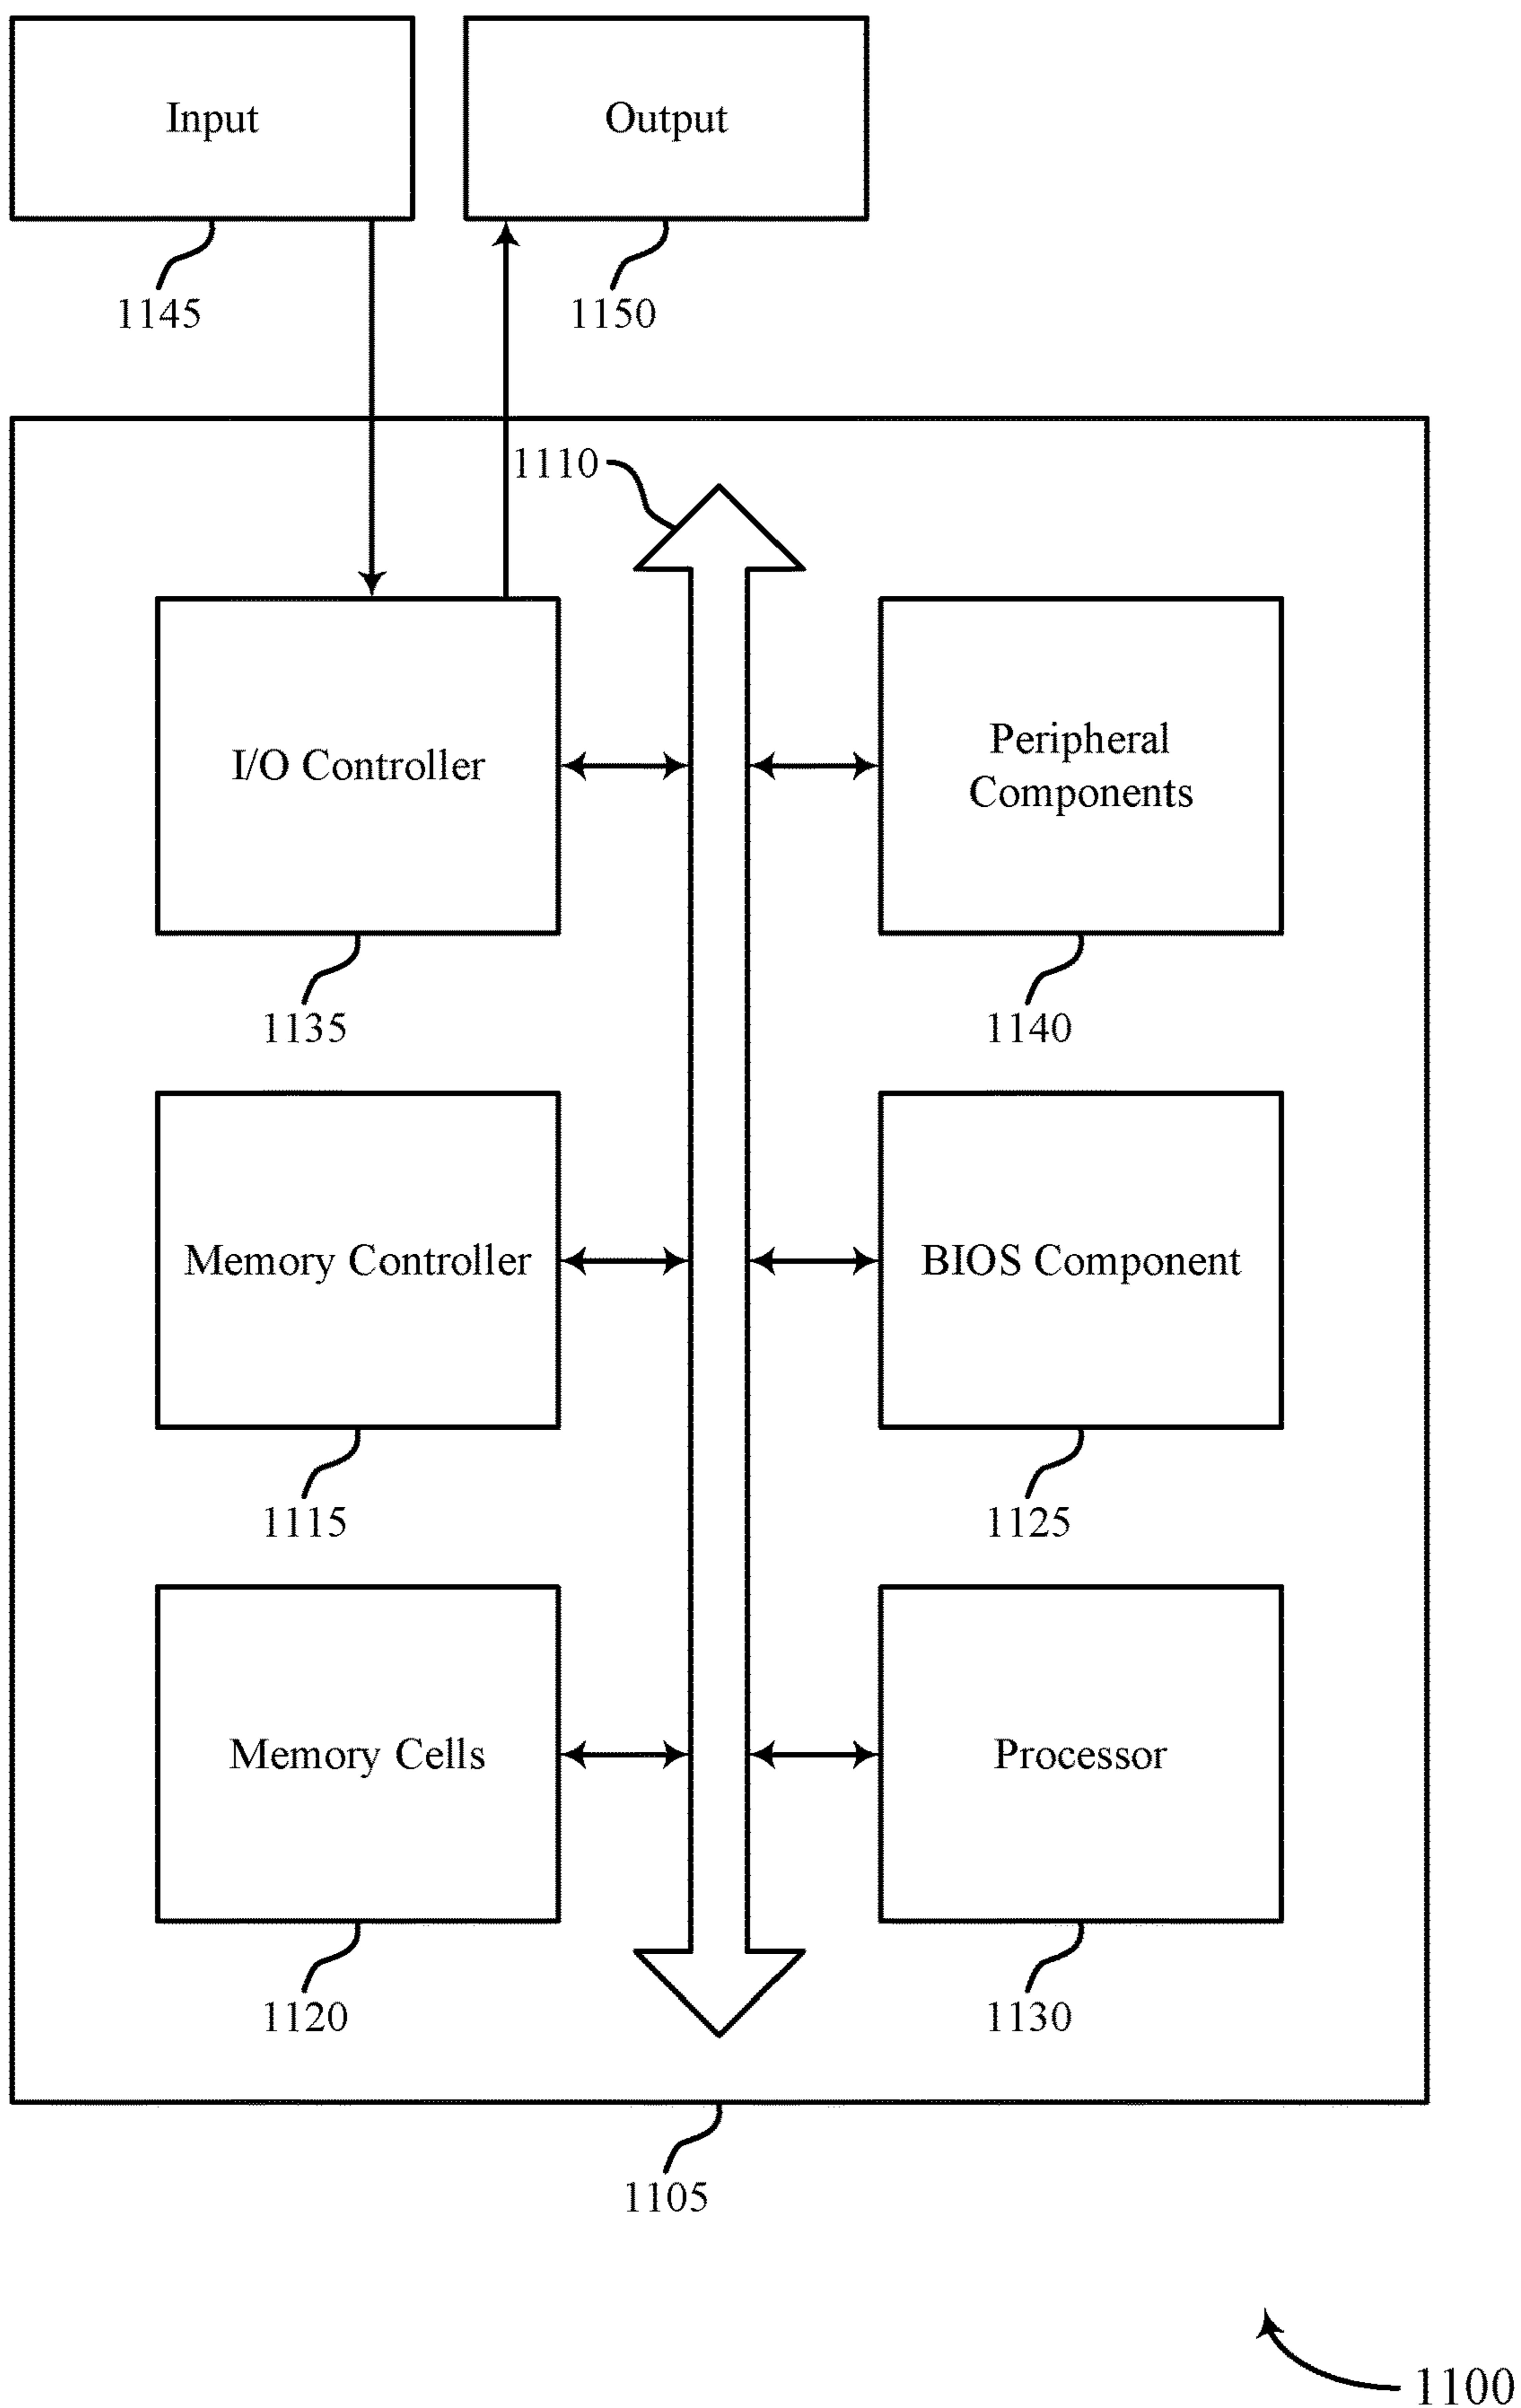 Input
Output
1145
1150
1110
I/O Controller
Peripheral
Components
1135
1140
Memory Controller
BIOS Component
1115
1125
Memory Cells
Processor
1120
1130
1105
1100